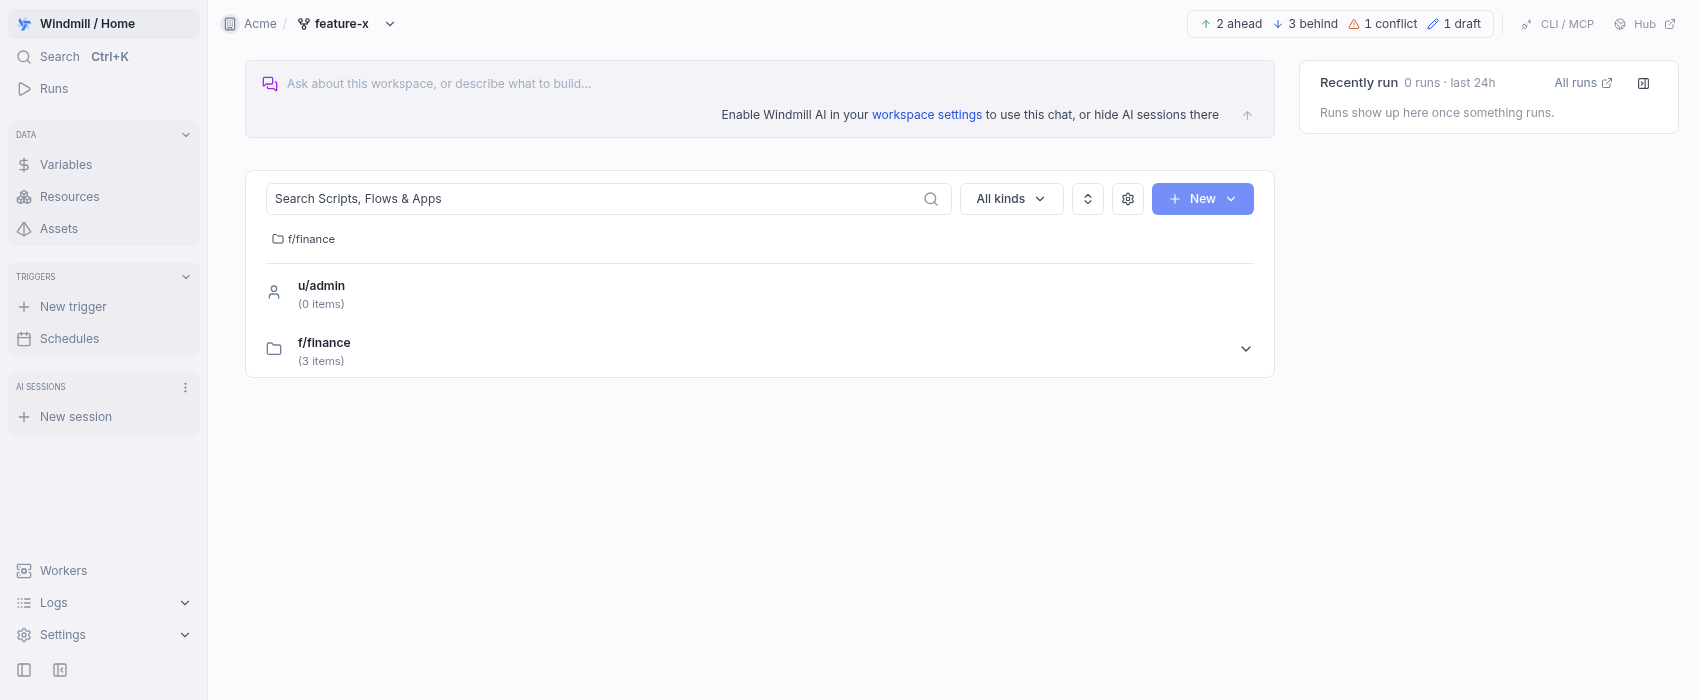 Windmill / Home
Search Ctrl+K
Runs
DATA
Variables
Resources
Assets
TRIGGERS
New trigger
Schedules
AI SESSIONS
New session
Workers
Logs
Settings
Acme / feature-x
2 ahead 3 behind 1 conflict 1 draft
CLI / MCP
Hub
Ask about this workspace, or describe what to build...
Enable Windmill AI in your workspace settings to use this chat, or hide AI sessions there
Recently run 0 runs · last 24h All runs
Runs show up here once something runs.
Search Scripts, Flows & Apps
All kinds
New
f/finance
u/admin
(0 items)
f/finance
(3 items)